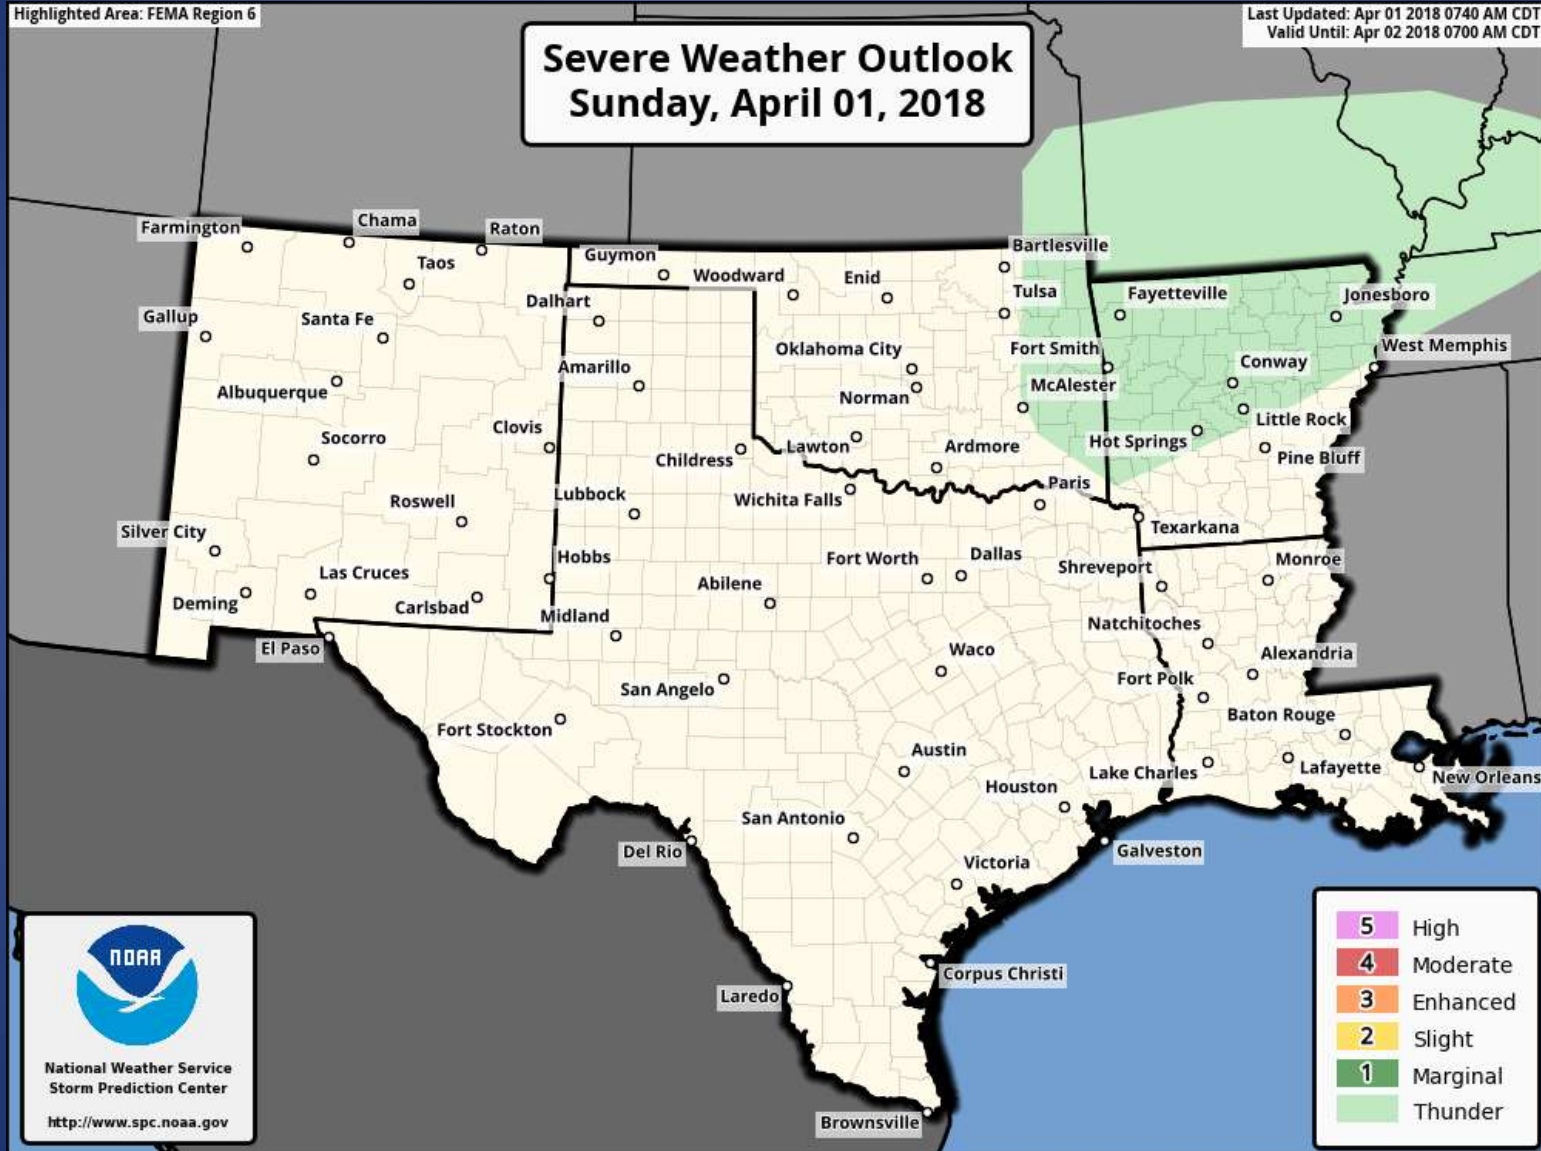 Highlighted Area: FEMA Region 6
Last Updated: Apr 01 2018 0740 AM CDT
Valid Until: Apr 02 2018 0700 AM CDT
Severe Weather Outlook
Sunday, April 01, 2018
Farmington
Chama
Raton
Taos
Guymon
Woodward
Enid
Bartlesville
Tulsa
Fayetteville
Jonesboro
Gallup
Santa Fe
Dalhart
Oklahoma City
Fort Smith
West Memphis
Amarillo
Conway
Albuquerque
Norman
McAlester
Little Rock
Socorro
Clovis
Childress
Lawton
Ardmore
Hot Springs
Pine Bluff
Roswell
Lubbock
Wichita Falls
Paris
Texarkana
Silver City
Las Cruces
Hobbs
Abilene
Fort Worth
Dallas
Shreveport
Monroe
Deming
Carlsbad
Midland
Natchitoches
El Paso
Waco
Alexandria
San Angelo
Fort Polk
Fort Stockton
Baton Rouge
Austin
Lake Charles
Lafayette
New Orleans
Houston
San Antonio
Del Rio
Galveston
Victoria
Corpus Christi
Laredo
Brownsville
NOAA
National Weather Service
Storm Prediction Center
http://www.spc.noaa.gov
5 High
4 Moderate
3 Enhanced
2 Slight
1 Marginal
Thunder